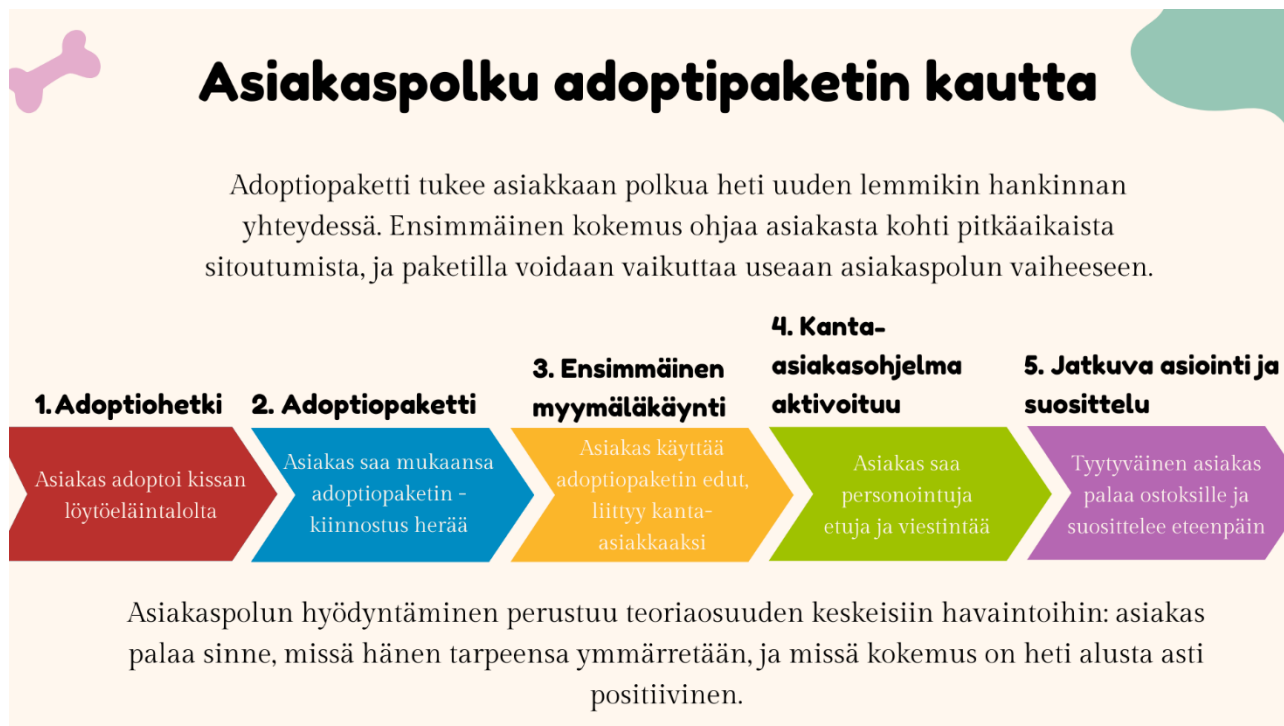 Asiakaspolku adoptipaketin kautta
Adoptiopaketti tukee asiakkaan polkua heti uuden lemmikin hankinnan
yhteydessä. Ensimmäinen kokemus ohjaa asiakasta kohti pitkäaikaista
sitoutumista, ja paketilla voidaan vaikuttaa useaan asiakaspolun vaiheeseen.
1. Adoptiohetki
Asiakas adoptoi kissan
löytöeläintalolta
2. Adoptiopaketti
Asiakas saa mukaansa
adoptiopaketin -
kiinnostus herää
3. Ensimmäinen
myymäläkäynti
Asiakas käyttää
adoptiopaketin edut,
liittyy kanta-
asiakkaaksi
4. Kanta-
asiakasohjelma
aktivoituu
Asiakas saa
personointuja
etuja ja viestintää
5. Jatkuva asiointi ja
suosittelu
Tyytyväinen asiakas
palaa ostoksille ja
suosittelee eteenpäin
Asiakaspolun hyödyntäminen perustuu teoriaosuuden keskeisiin havaintoihin: asiakas
palaa sinne, missä hänen tarpeensa ymmärretään, ja missä kokemus on heti alusta asti
positiivinen.